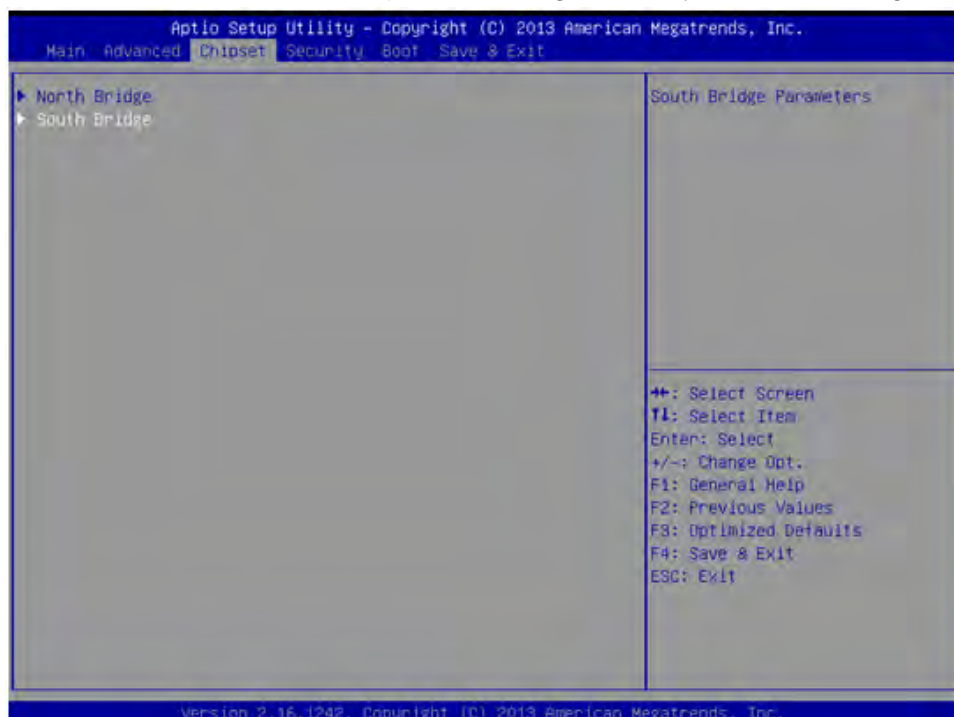 Aptio Setup Utility – Copyright (C) 2013 American Megatrends, Inc.
Main Advanced Chipset Security Boot Save & Exit
North Bridge
South Bridge
South Bridge Parameters
→←: Select Screen
↑↓: Select Item
Enter: Select
+/-: Change Opt.
F1: General Help
F2: Previous Values
F3: Optimized Defaults
F4: Save & Exit
ESC: Exit
Version 2.16.1242. Copyright (C) 2013 American Megatrends, Inc.